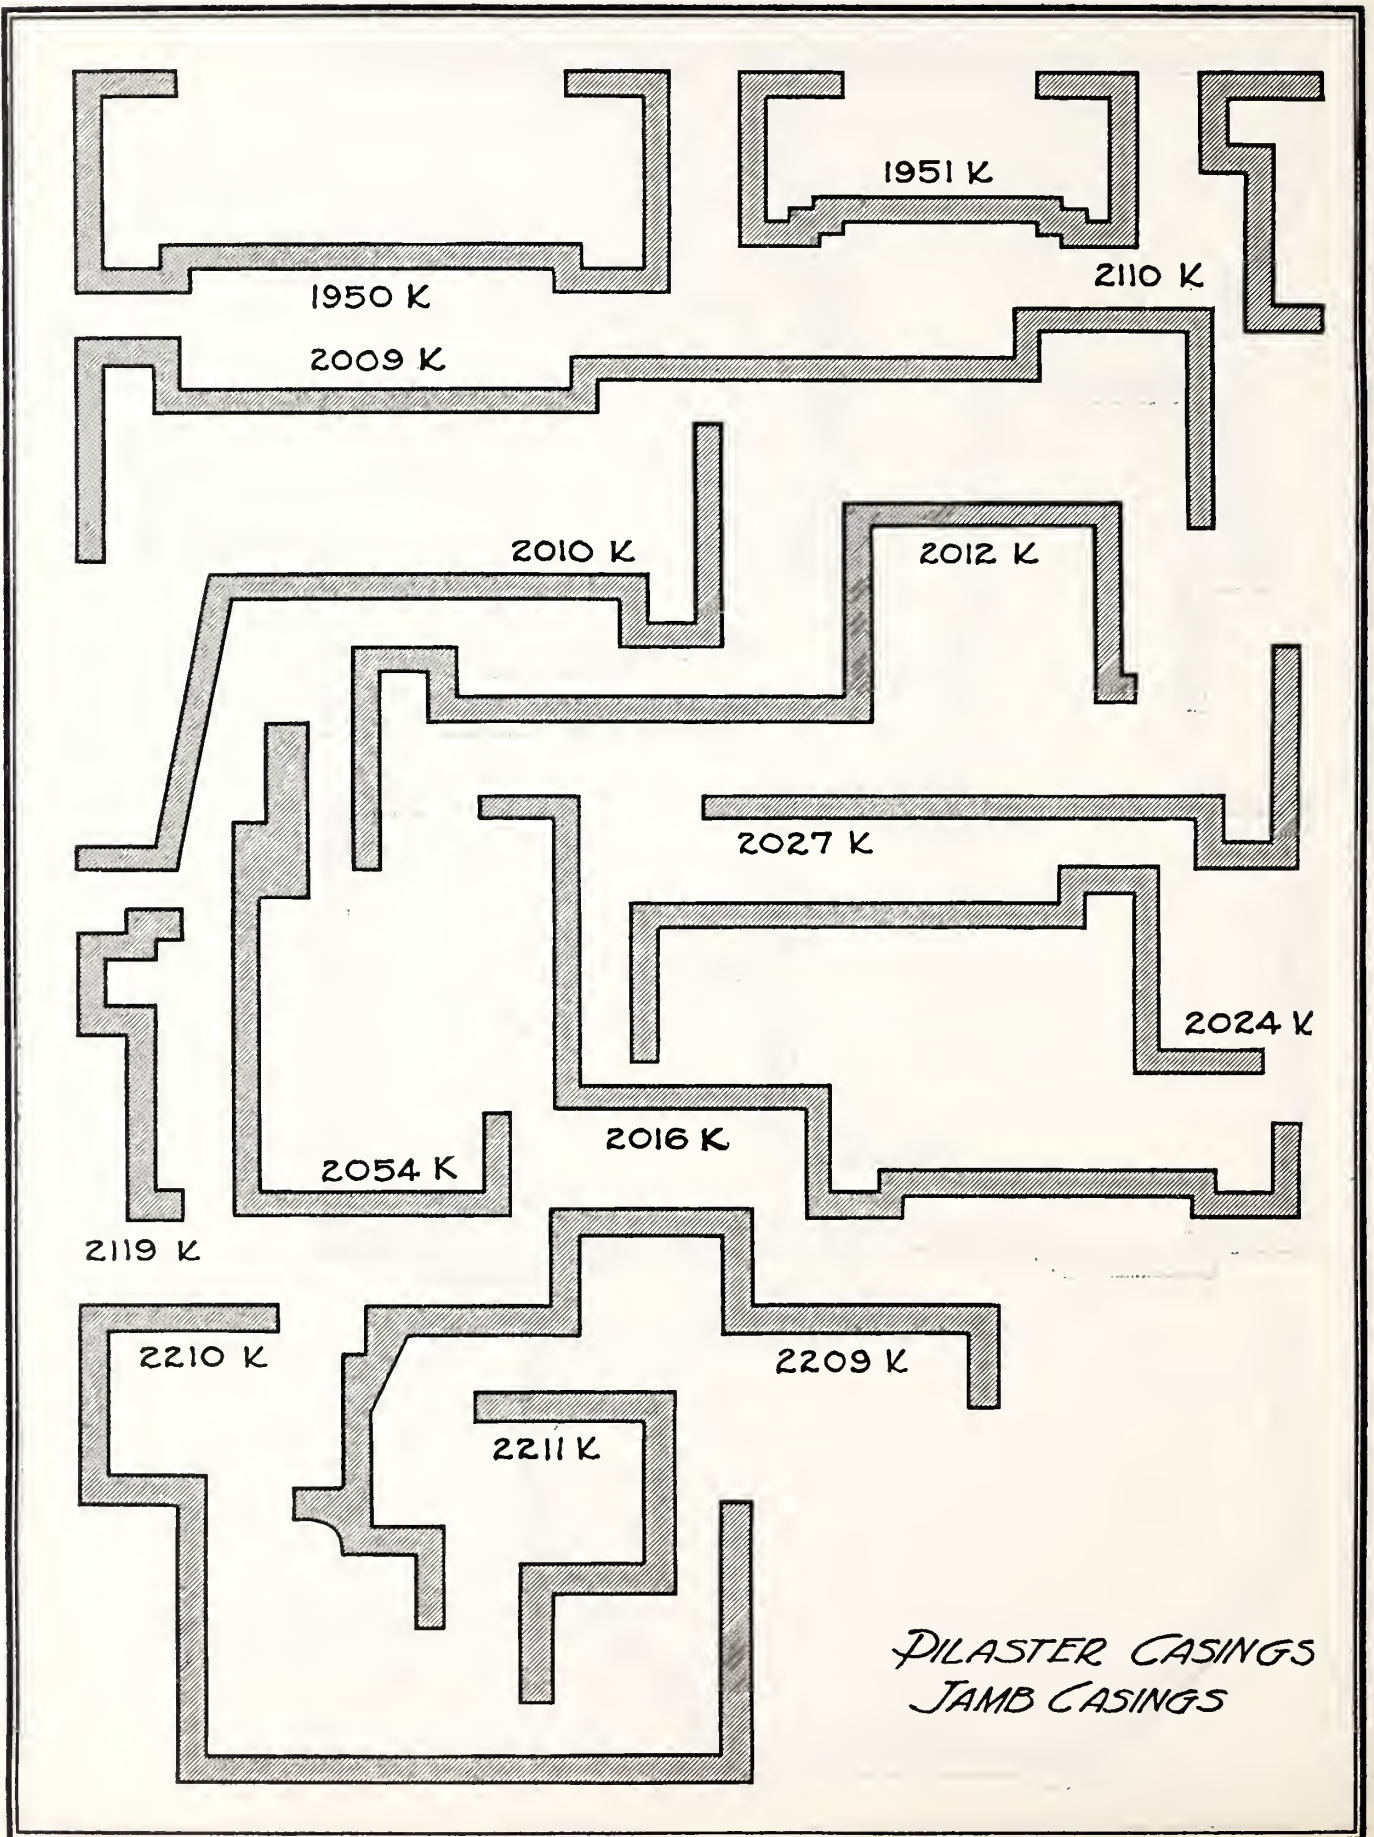 1951 K
2110 K
1950 K
2009 K
2010 K
2012 K
2027 K
2024 K
2016 K
2054 K
2119 K
2210 K
2209 K
2211 K
PILASTER CASINGS
JAMB CASINGS